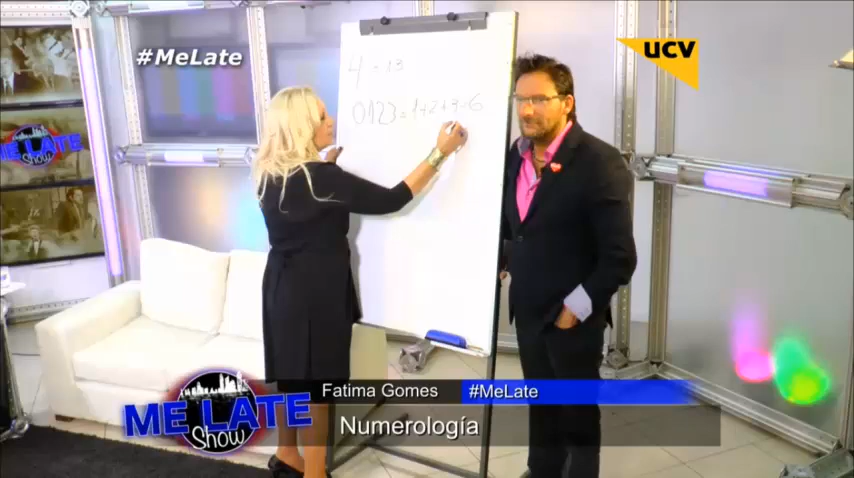 #MeLate
UCV
4 = 13
0123 = 1+2+3=6
ME LATE
Show
Fatima Gomes #MeLate
Numerología
ME LATE
Show